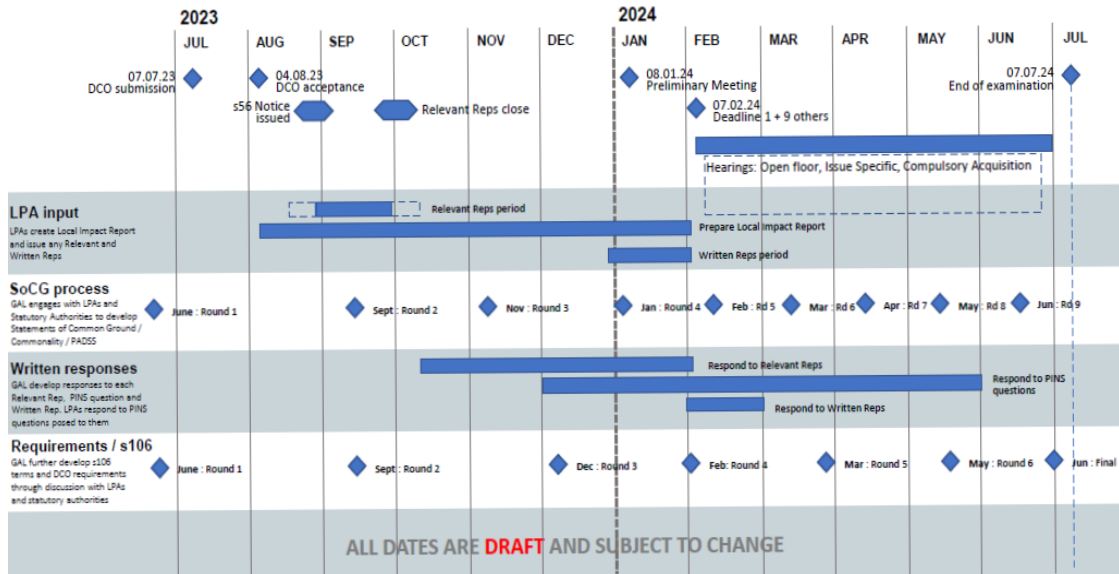 2023
2024
JUL AUG SEP OCT NOV DEC JAN FEB MAR APR MAY JUN JUL
07.07.23
DCO submission
04.08.23
DCO acceptance
08.01.24
Preliminary Meeting
07.07.24
End of examination
s56 Notice
issued
Relevant Reps close
07.02.24
Deadline 1 + 9 others
Hearings: Open floor, Issue Specific, Compulsory Acquisition
LPA input
LPAs create Local Impact Report
and issue any Relevant and
Written Reps
Relevant Reps period
Prepare Local Impact Report
Written Reps period
SoCG process
GAL engages with LPAs and
Statutory Authorities to develop
Statements of Common Ground /
Commonality / PADSS
June : Round 1
Sept : Round 2
Nov : Round 3
Jan : Round 4
Feb : Rd 5
Mar : Rd 6
Apr : Rd 7
May : Rd 8
Jun : Rd 9
Written responses
GAL develop responses to each
Relevant Rep, PINS question and
Written Rep. LPAs respond to PINS
questions posed to them
Respond to Relevant Reps
Respond to PINS
questions
Respond to Written Reps
Requirements / s106
GAL further develop s106
terms and DCO requirements
through discussion with LPAs
and statutory authorities
June : Round 1
Sept : Round 2
Dec : Round 3
Feb: Round 4
Mar : Round 5
May : Round 6
Jun : Final
ALL DATES ARE DRAFT AND SUBJECT TO CHANGE